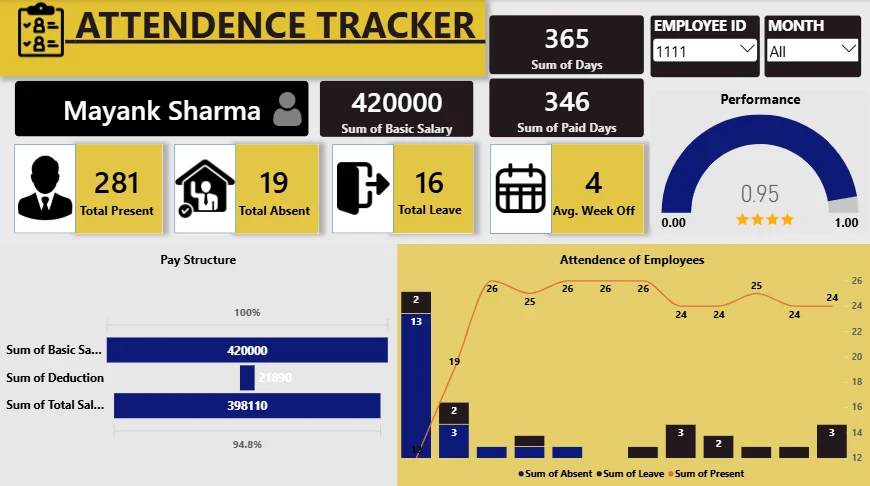 ATTENDENCE TRACKER
365
Sum of Days
EMPLOYEE ID
1111
MONTH
All
Mayank Sharma
420000
Sum of Basic Salary
346
Sum of Paid Days
Performance
0.95
0.00
1.00
281
Total Present
19
Total Absent
16
Total Leave
4
Avg. Week Off
Pay Structure
100%
Sum of Basic Sa...
420000
Sum of Deduction
21890
Sum of Total Sal...
398110
94.8%
Attendence of Employees
2
13
12
19
2
3
26
25
26
26
26
24
24
25
24
24
3
2
3
26
24
22
20
18
16
14
12
Sum of Absent
Sum of Leave
Sum of Present